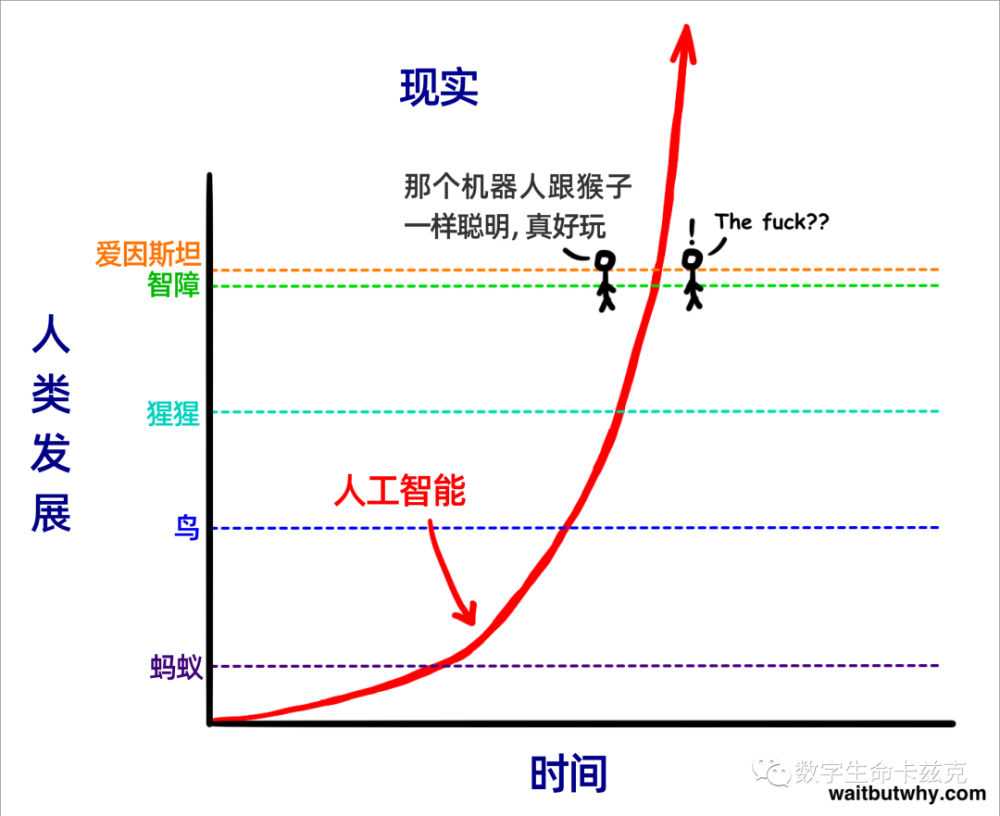 现实
那个机器人跟猴子
一样聪明, 真好玩
!
The fuck??
爱因斯坦
智障
人类发展
猩猩
人工智能
鸟
蚂蚁
时间
数字生命卡兹克
waitbutwhy.com